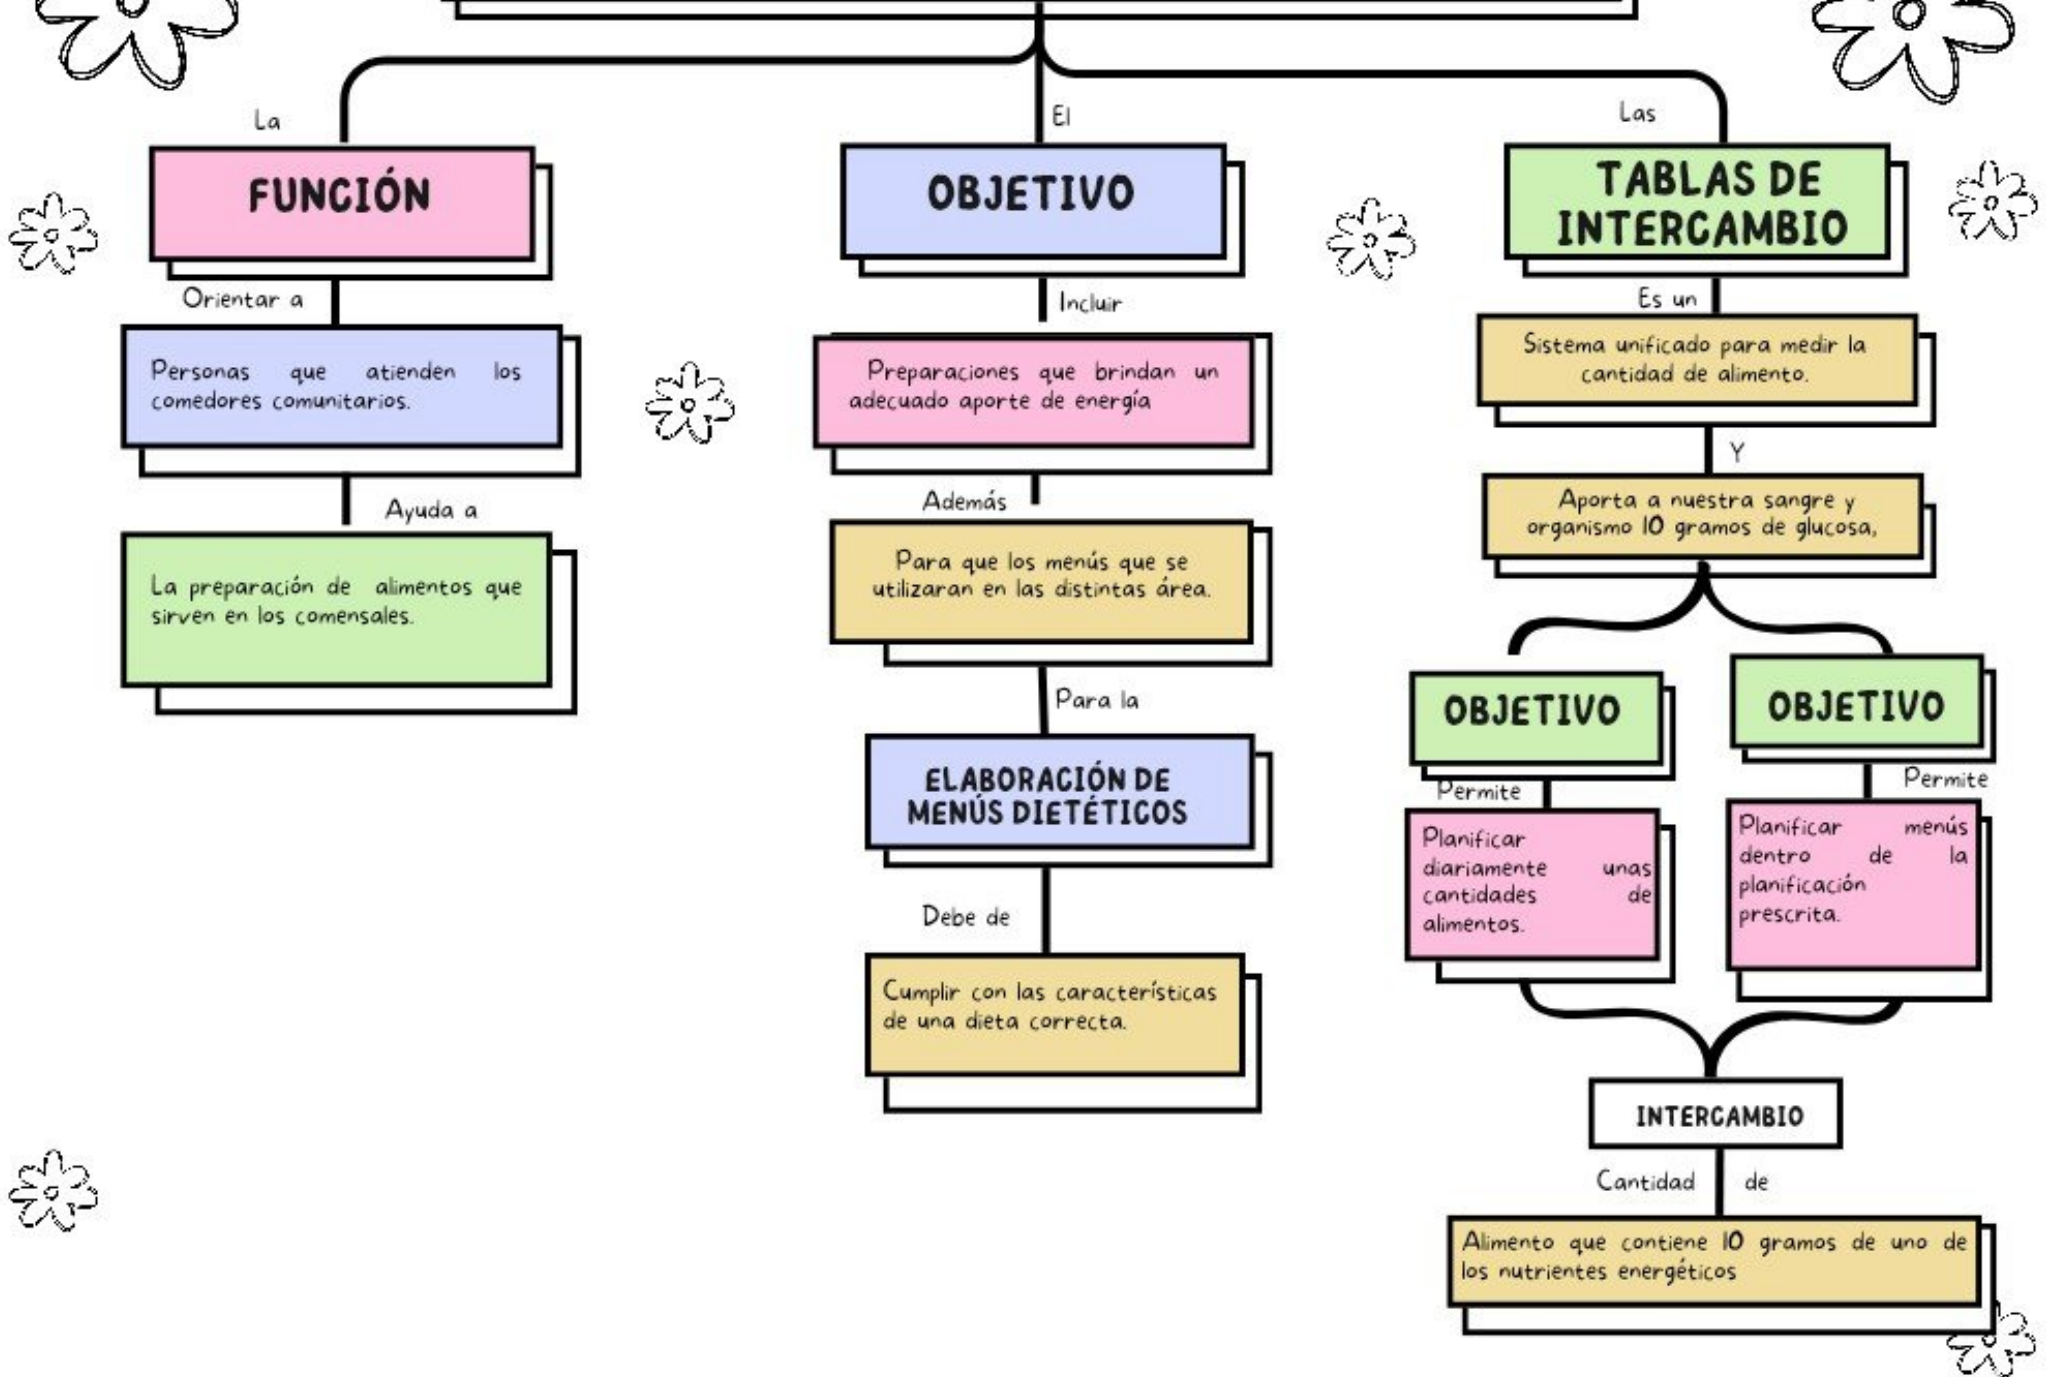 La
FUNCIÓN
Orientar a
Personas que atienden los
comedores comunitarios.
Ayuda a
La preparación de alimentos que
sirven en los comensales.
El
OBJETIVO
Incluir
Preparaciones que brindan un
adecuado aporte de energía
Además
Para que los menús que se
utilizaran en las distintas área.
Para la
ELABORACIÓN DE
MENÚS DIETÉTICOS
Debe de
Cumplir con las características
de una dieta correcta.
Las
TABLAS DE
INTERCAMBIO
Es un
Sistema unificado para medir la
cantidad de alimento.
Y
Aporta a nuestra sangre y
organismo 10 gramos de glucosa,
OBJETIVO
Permite
Planificar
diariamente unas
cantidades de
alimentos.
OBJETIVO
Permite
Planificar menús
dentro de la
planificación
prescrita.
INTERCAMBIO
Cantidad de
Alimento que contiene 10 gramos de uno de
los nutrientes energéticos